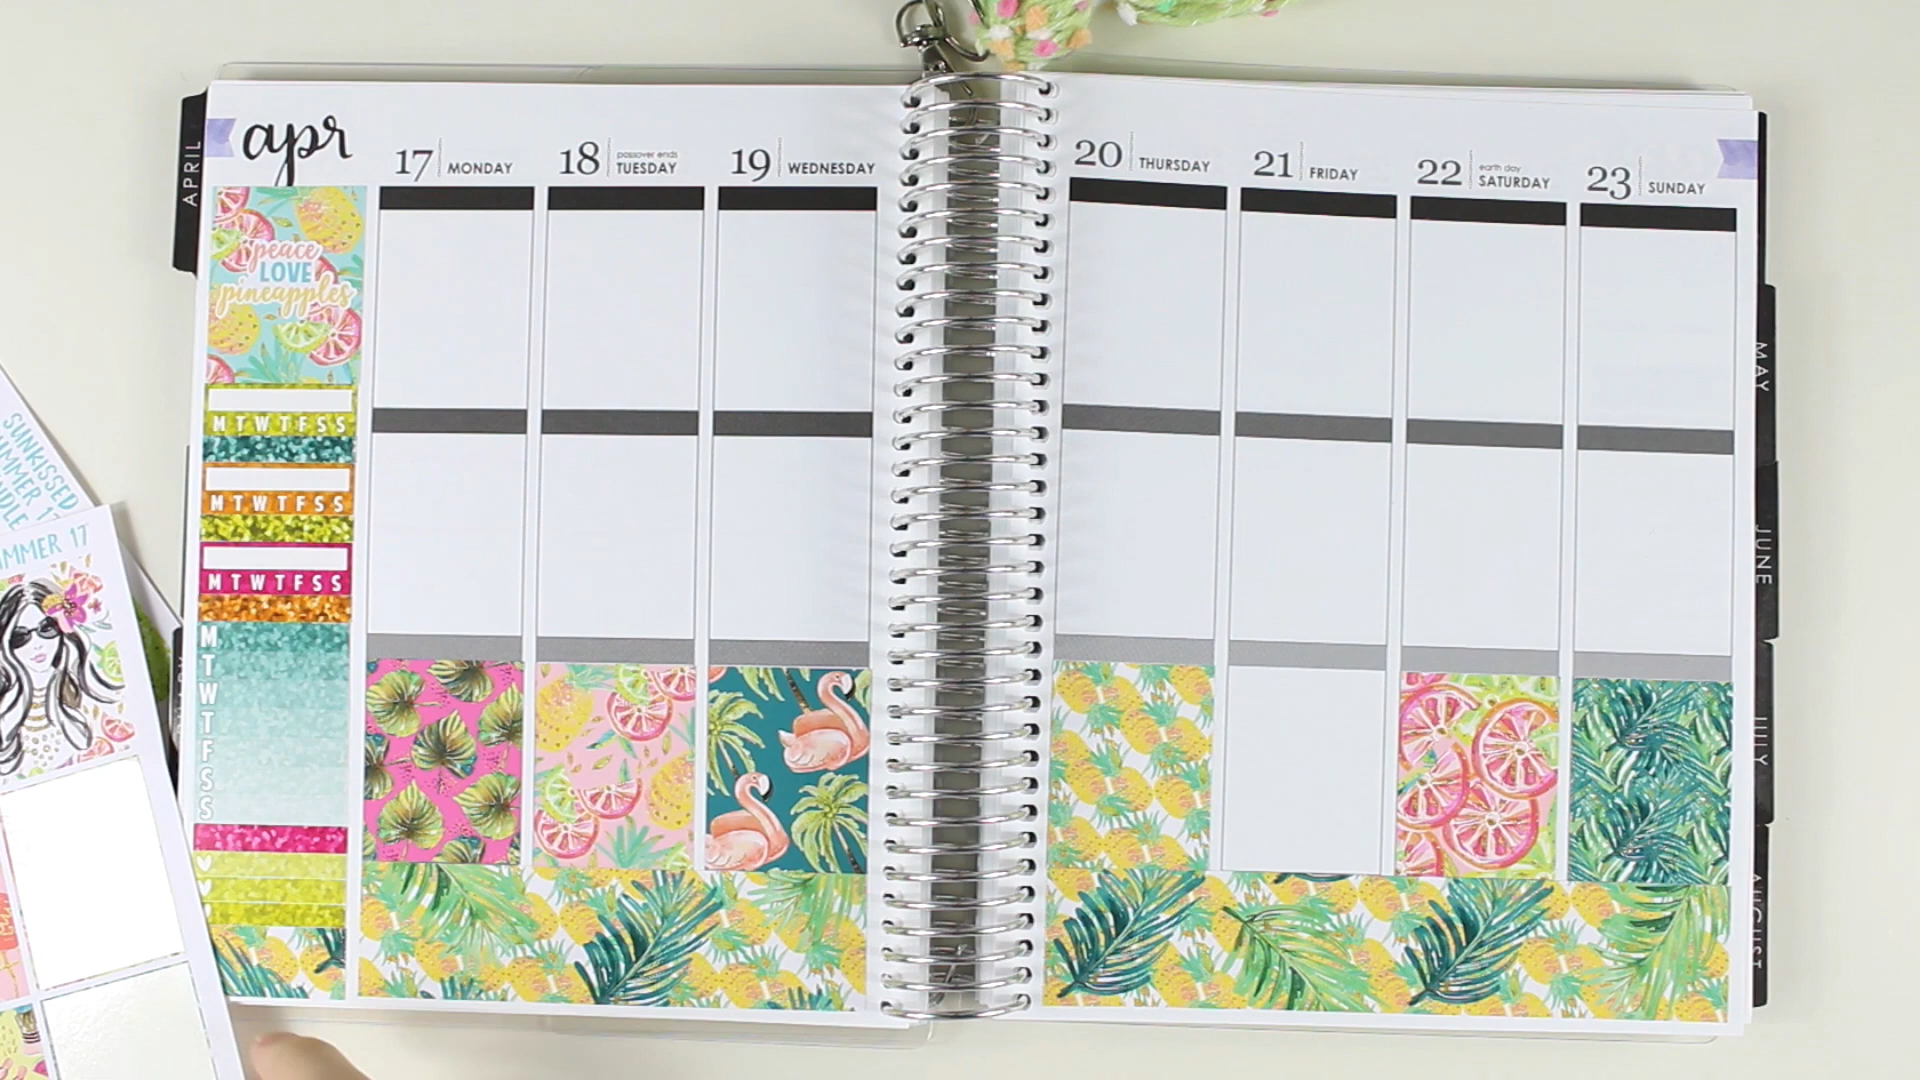 apr
17 MONDAY
18 passover ends TUESDAY
19 WEDNESDAY
20 THURSDAY
21 FRIDAY
22 earth day SATURDAY
23 SUNDAY
APRIL
peace
LOVE
pineapples
M T W T F S S
M T W T F S S
M T W T F S S
M
T
W
T
F
S
S
SUNKISSED
MMER 17
MAY
JUNE
JULY
AUGUST